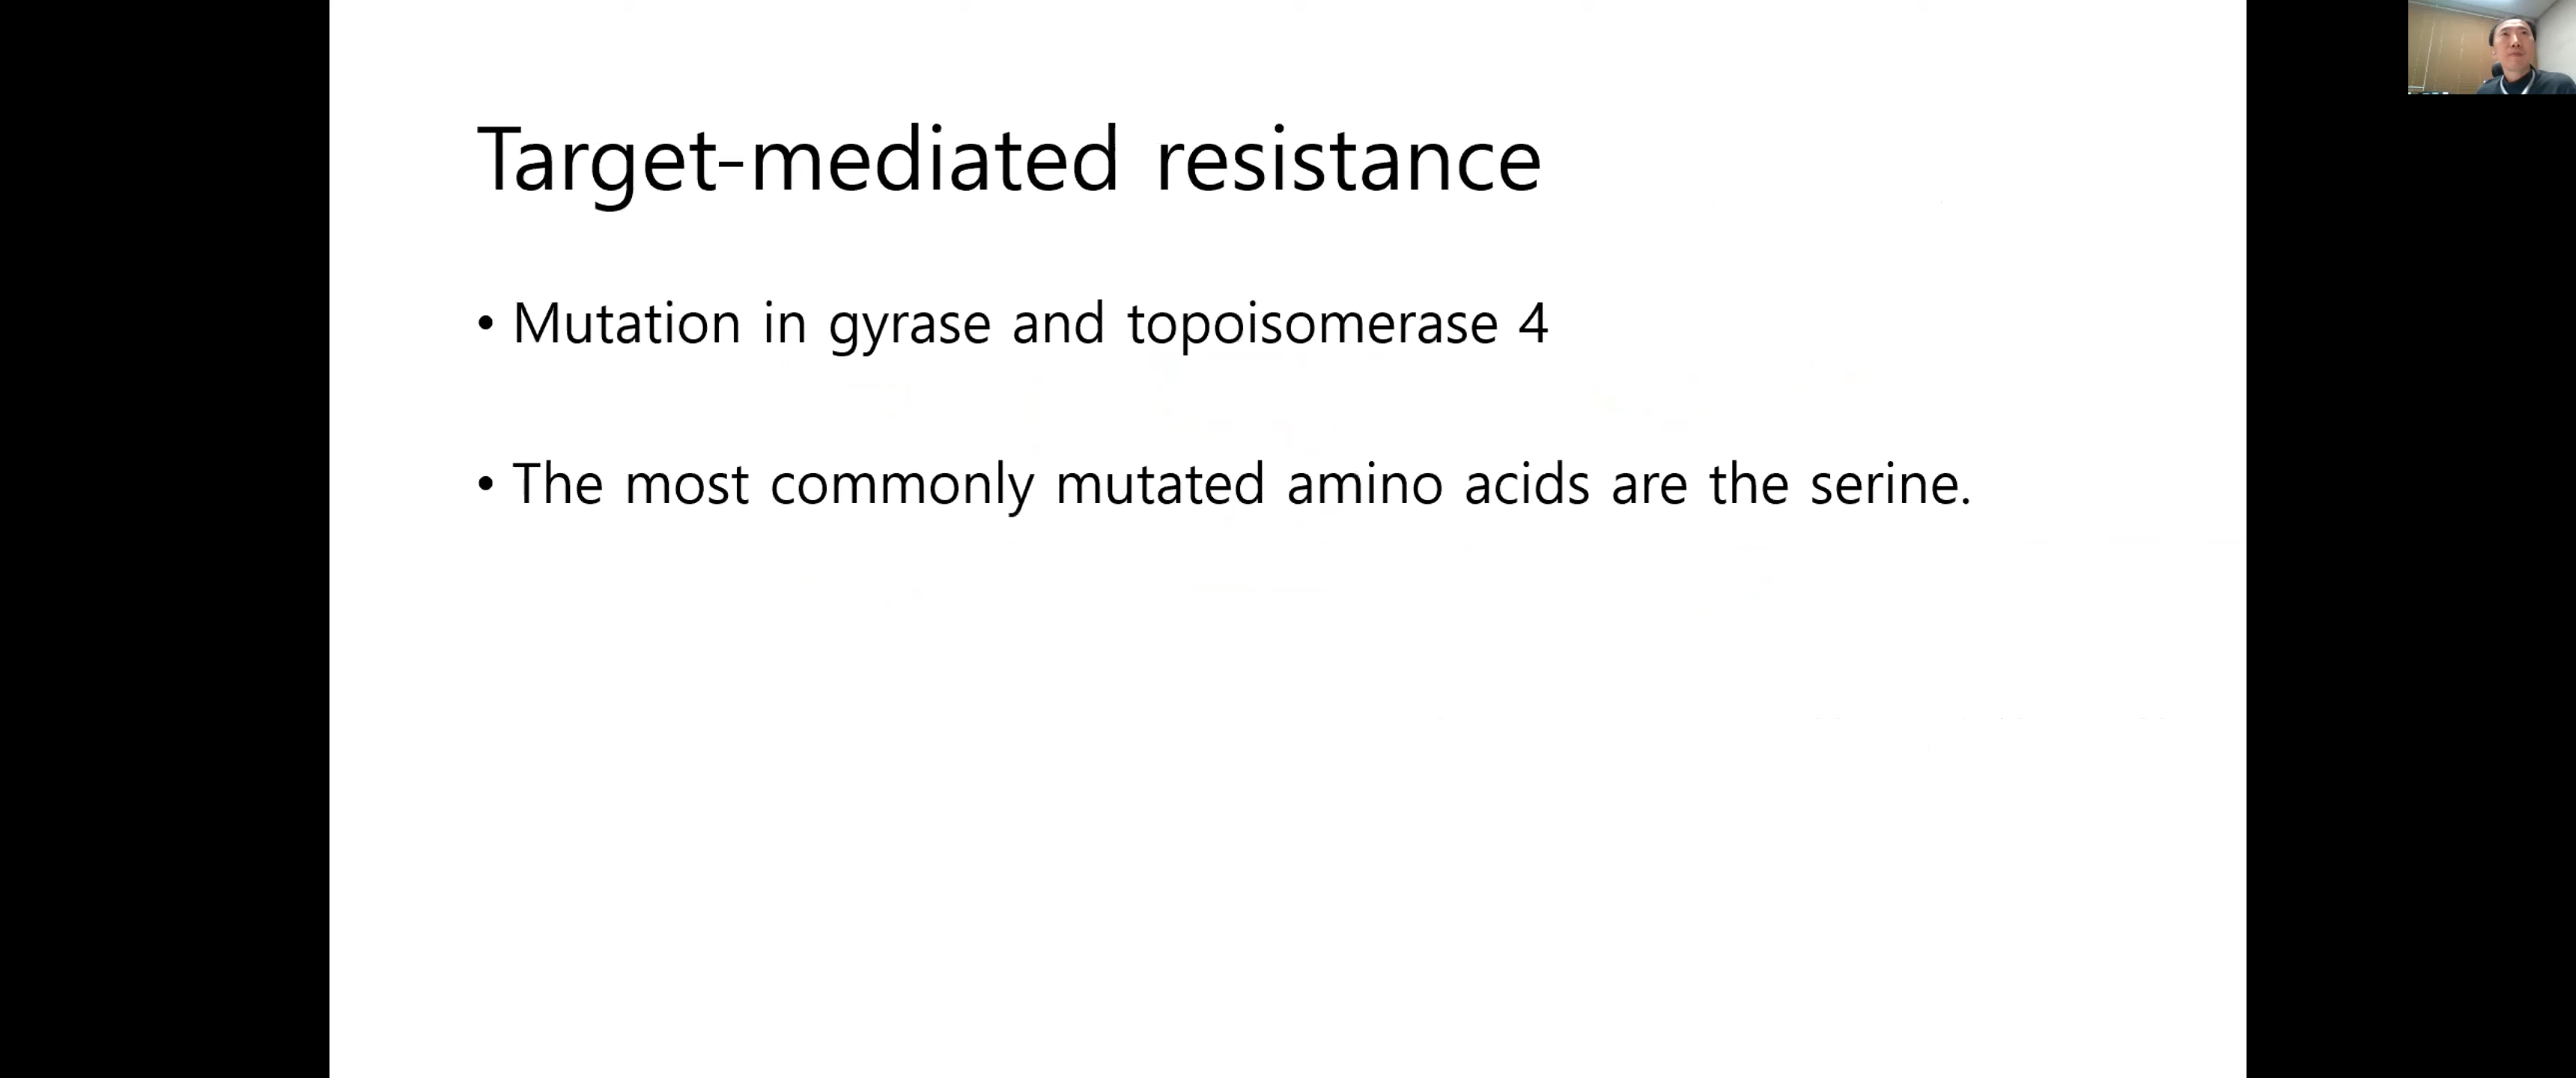 Target-mediated resistance
• Mutation in gyrase and topoisomerase 4
• The most commonly mutated amino acids are the serine.